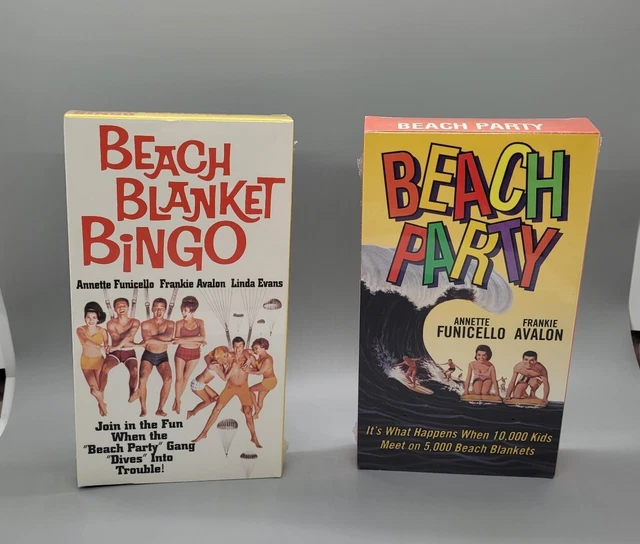 BEACH
BLANKET
BiNGO
Annette Funicello Frankie Avalon Linda Evans
Join in the Fun
When the
"Beach Party" Gang
"Dives" Into
Trouble!
BEACH PARTY
BEACH
PARTY
ANNETTE FUNICELLO
FRANKIE AVALON
It's What Happens When 10,000 Kids
Meet on 5,000 Beach Blankets